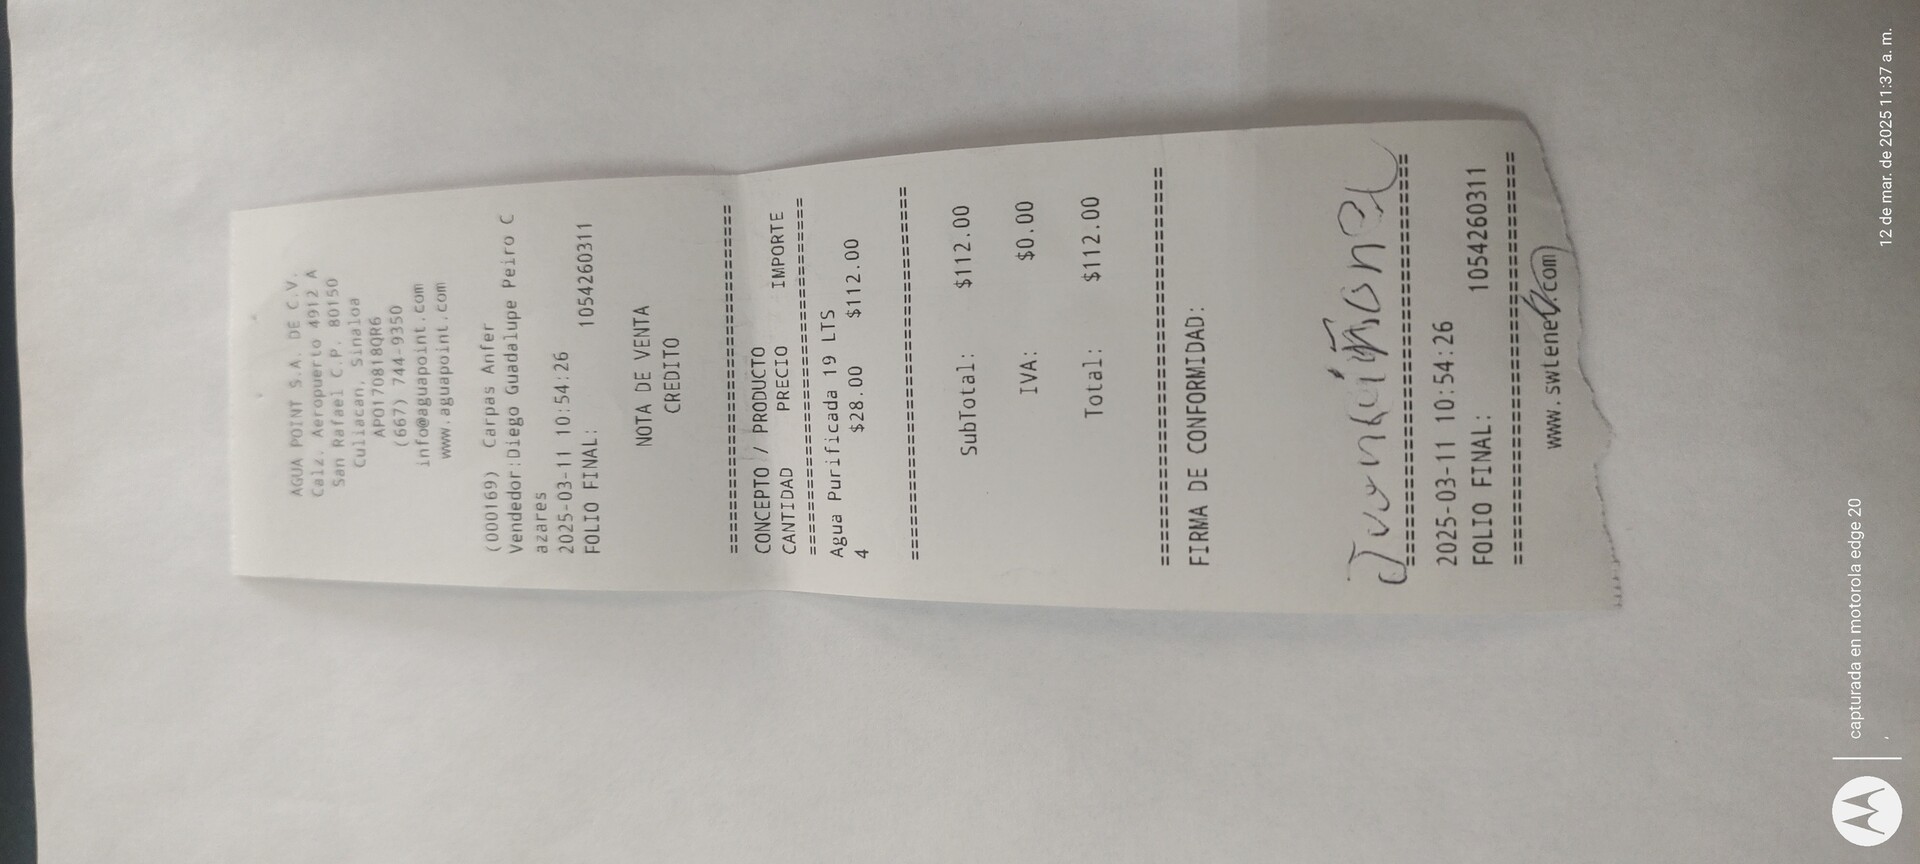 AGUA POINT S.A. DE C.V.
Calz. Aeropuerto 4912 A
San Rafael C.P. 80150
Culiacan, Sinaloa
APO170818QR6
(667) 744-9350
info@aguapoint.com
www.aguapoint.com
(000169) Carpas Anfer
Vendedor:Diego Guadalupe Peiro C
azares
2025-03-11 10:54:26
FOLIO FINAL: 1054260311
NOTA DE VENTA
CREDITO
================================
CONCEPTO / PRODUCTO
CANTIDAD PRECIO IMPORTE
================================
Agua Purificada 19 LTS
4 $28.00 $112.00
================================
SubTotal: $112.00
IVA: $0.00
Total: $112.00
================================
FIRMA DE CONFORMIDAD:
================================
2025-03-11 10:54:26
FOLIO FINAL: 1054260311
================================
www.swtenel.com
capturada en motorola edge 20
12 de mar. de 2025 11:37 a. m.